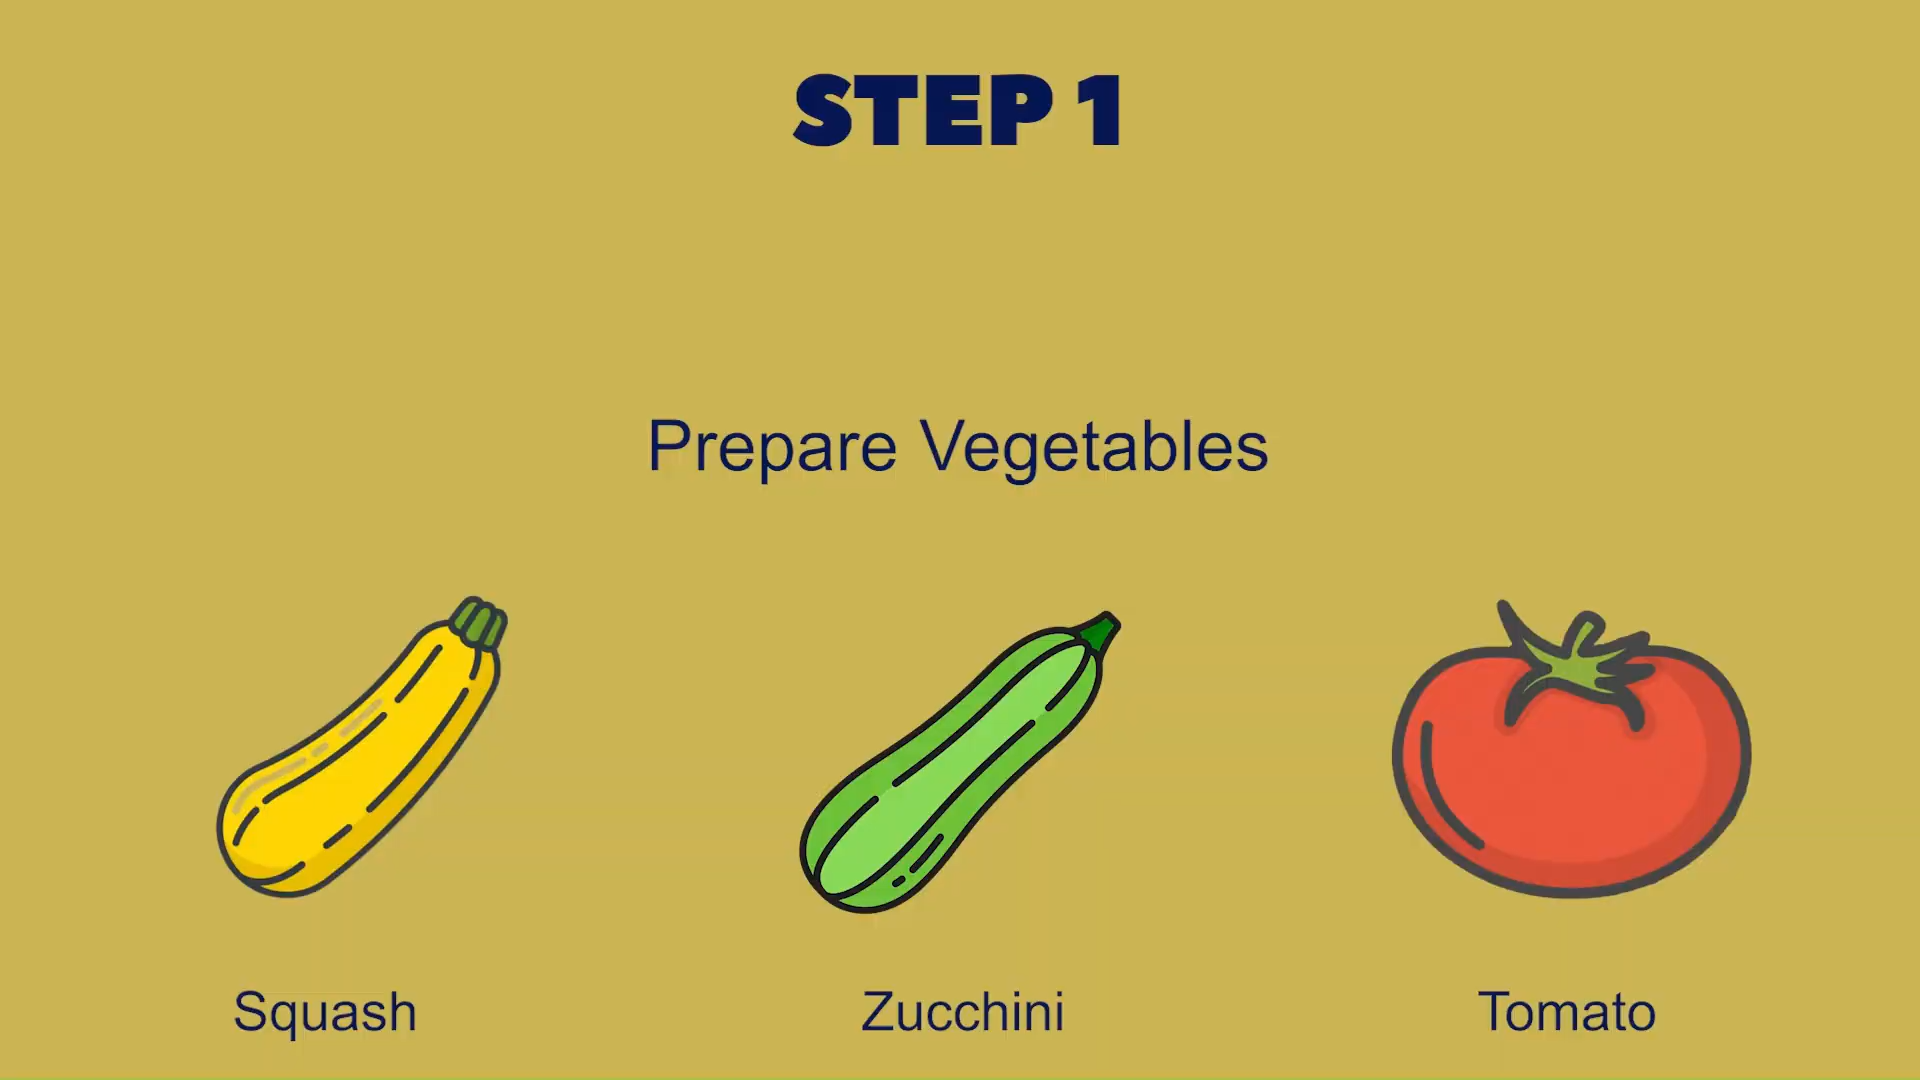 STEP 1
Prepare Vegetables
Squash
Zucchini
Tomato